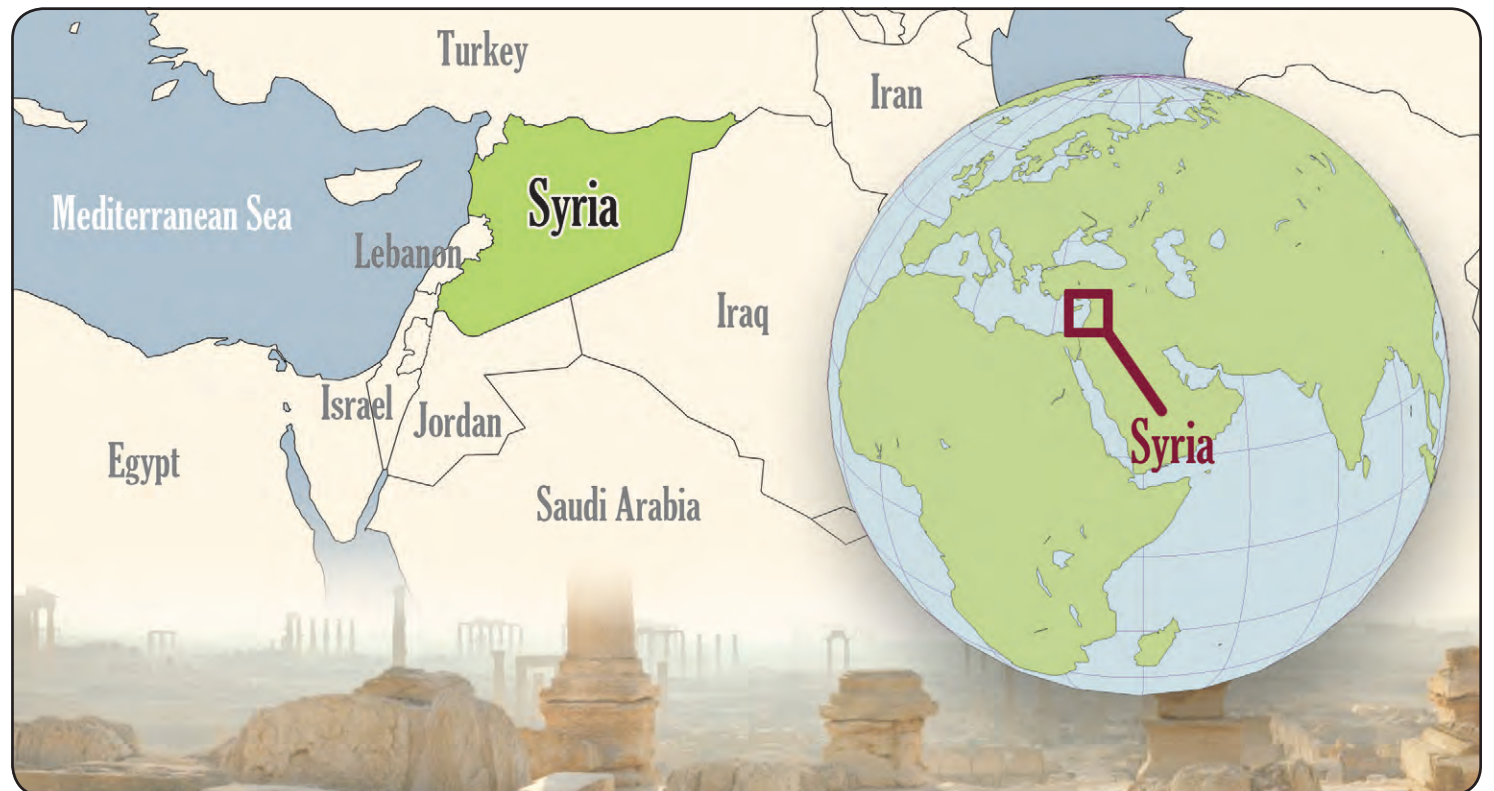 Turkey
Iran
Syria
Mediterranean Sea
Lebanon
Iraq
Israel
Jordan
Syria
Egypt
Saudi Arabia